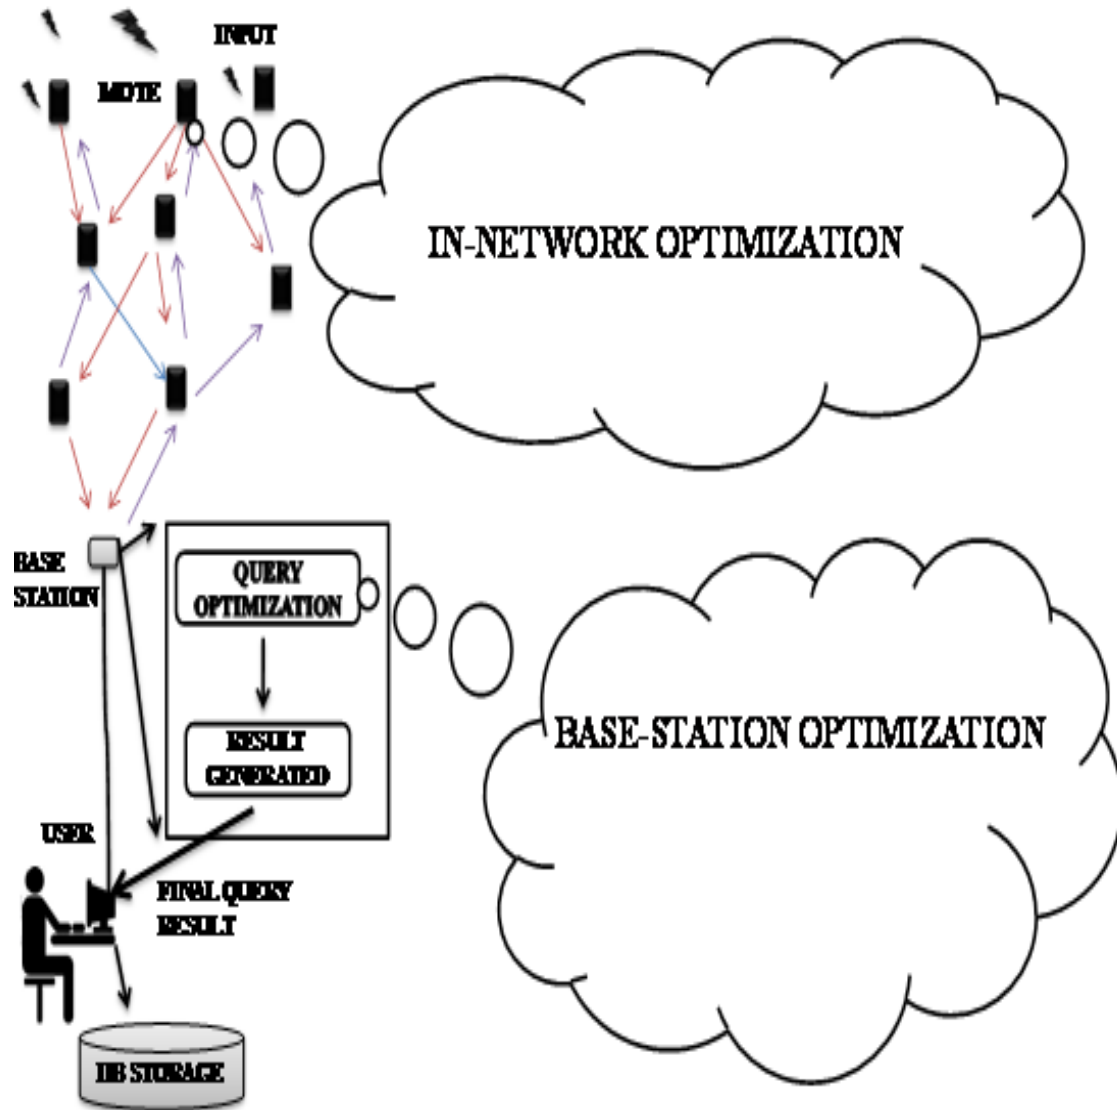 INPUT
MOTE
IN-NETWORK OPTIMIZATION
BASE
STATION
QUERY
OPTIMIZATION
RESULT
GENERATED
BASE-STATION OPTIMIZATION
USER
FINAL QUERY
RESULT
DB STORAGE